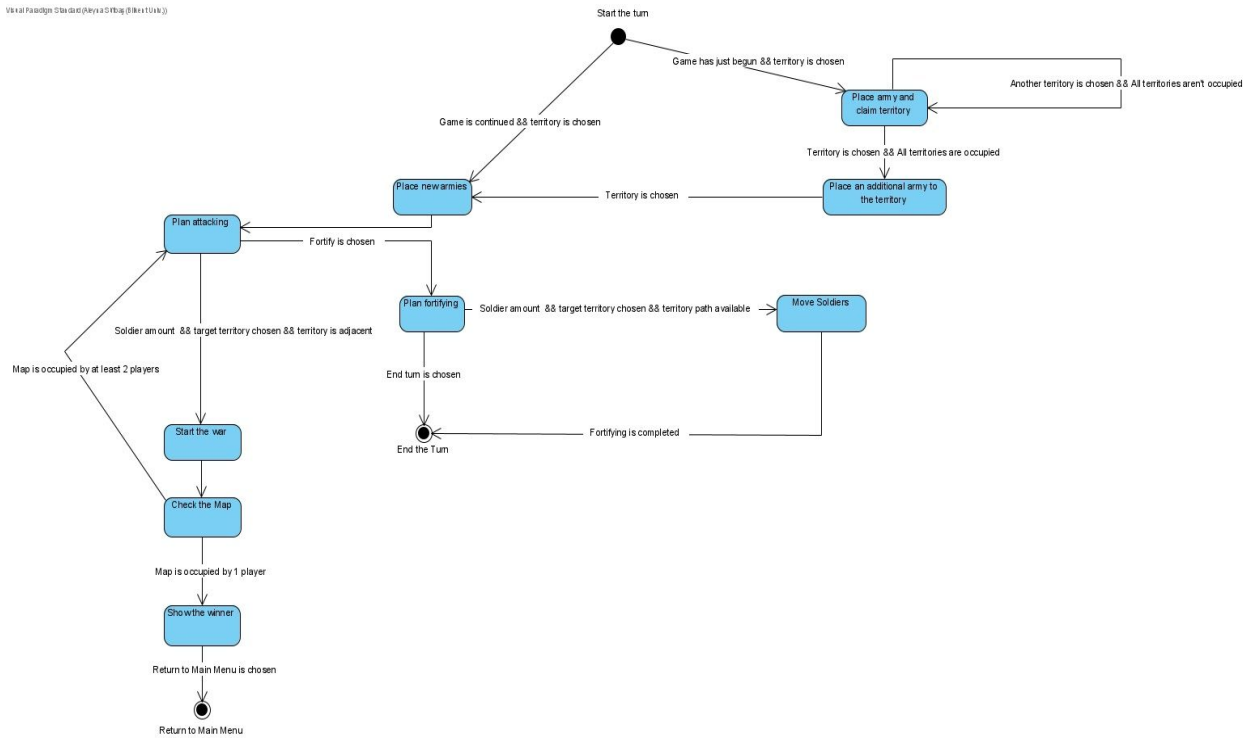 Visual Paradigm Standard (Aleyna Sütbaş (Bilkent Univ.))
Start the turn
Game has just begun && territory is chosen
Another territory is chosen && All territories aren't occupied
Place army and
claim territory
Game is continued && territory is chosen
Territory is chosen && All territories are occupied
Place new armies
Territory is chosen
Place an additional army to
the territory
Plan attacking
Fortify is chosen
Plan fortifying
Soldier amount && target territory chosen && territory path available
Move Soldiers
Soldier amount && target territory chosen && territory is adjacent
Map is occupied by at least 2 players
End turn is chosen
Start the war
Fortifying is completed
End the Turn
Check the Map
Map is occupied by 1 player
Show the winner
Return to Main Menu is chosen
Return to Main Menu